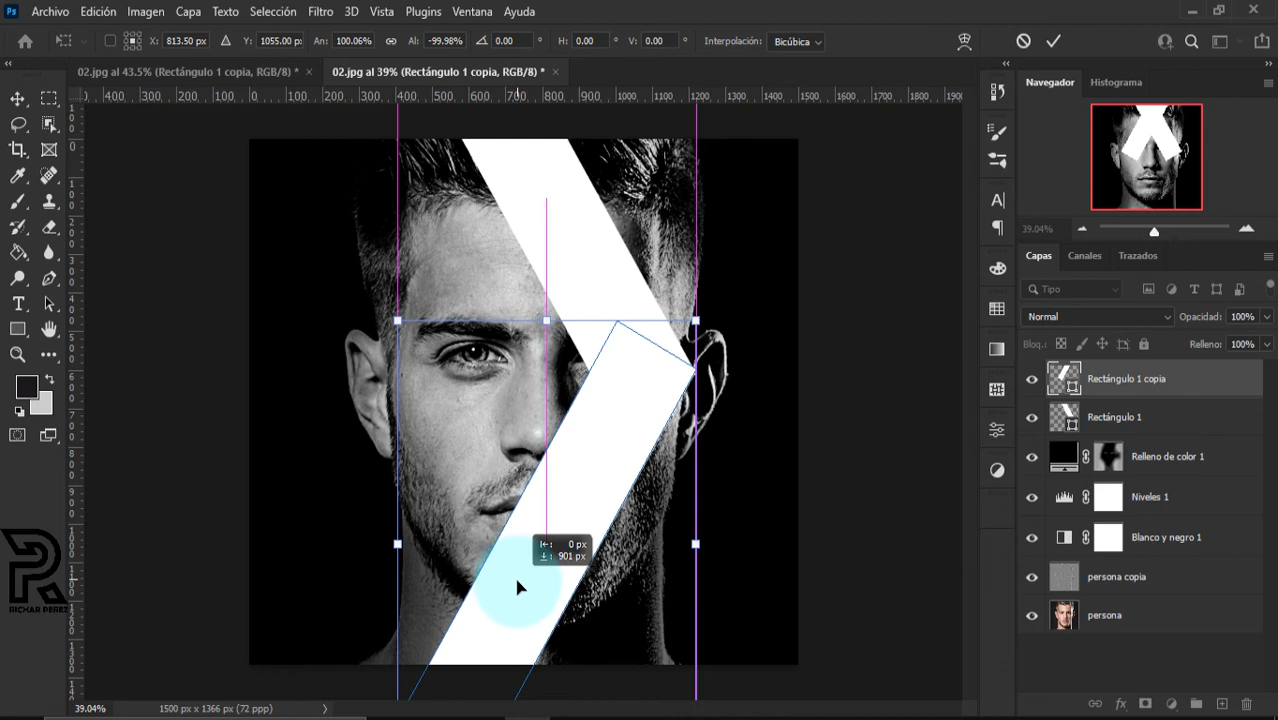 Ps Archivo Edición Imagen Capa Texto Selección Filtro 3D Vista Plugins Ventana Ayuda
X: 813.50 px Y: 1055.00 px An: 100.06% Al: -99.98% 0.00 ° H: 0.00 ° V: 0.00 ° Interpolación: Bicúbica
02.jpg al 43.5% (Rectángulo 1 copia, RGB/8) * × 02.jpg al 39% (Rectángulo 1 copia, RGB/8) * ×
400 300 200 100 0 100 200 300 400 500 600 700 800 900 1000 1100 1200 1300 1400 1500 1600 1700 1800 1900
Navegador Histograma
39.04%
Capas Canales Trazados
Tipo
Normal Opacidad: 100%
Bloq.: Relleno: 100%
Rectángulo 1 copia
Rectángulo 1
Relleno de color 1
Niveles 1
Blanco y negro 1
persona copia
persona
0 px
901 px
RICHAR PEREZ
39.04% 1500 px x 1366 px (72 ppp)